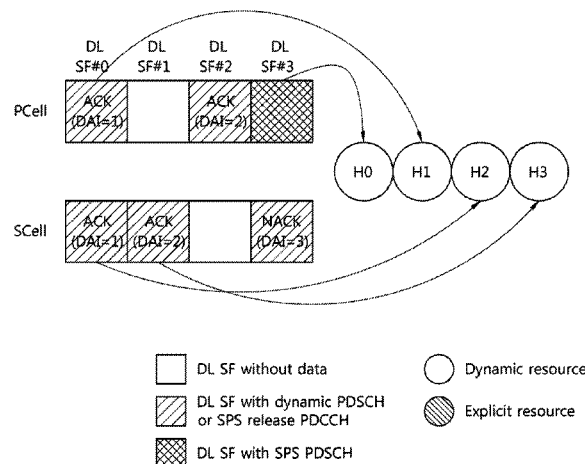 DL DL DL DL
SF#0 SF#1 SF#2 SF#3
PCell
ACK
(DAI=1)
ACK
(DAI=2)
H0 H1 H2 H3
SCell
ACK
(DAI=1)
ACK
(DAI=2)
NACK
(DAI=3)
DL SF without data
Dynamic resource
DL SF with dynamic PDSCH
or SPS release PDCCH
Explicit resource
DL SF with SPS PDSCH